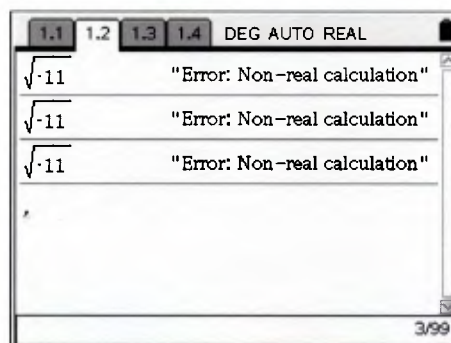 1.1 1.2 1.3 1.4 DEG AUTO REAL
√-11 "Error: Non-real calculation"
√-11 "Error: Non-real calculation"
√-11 "Error: Non-real calculation"
3/99